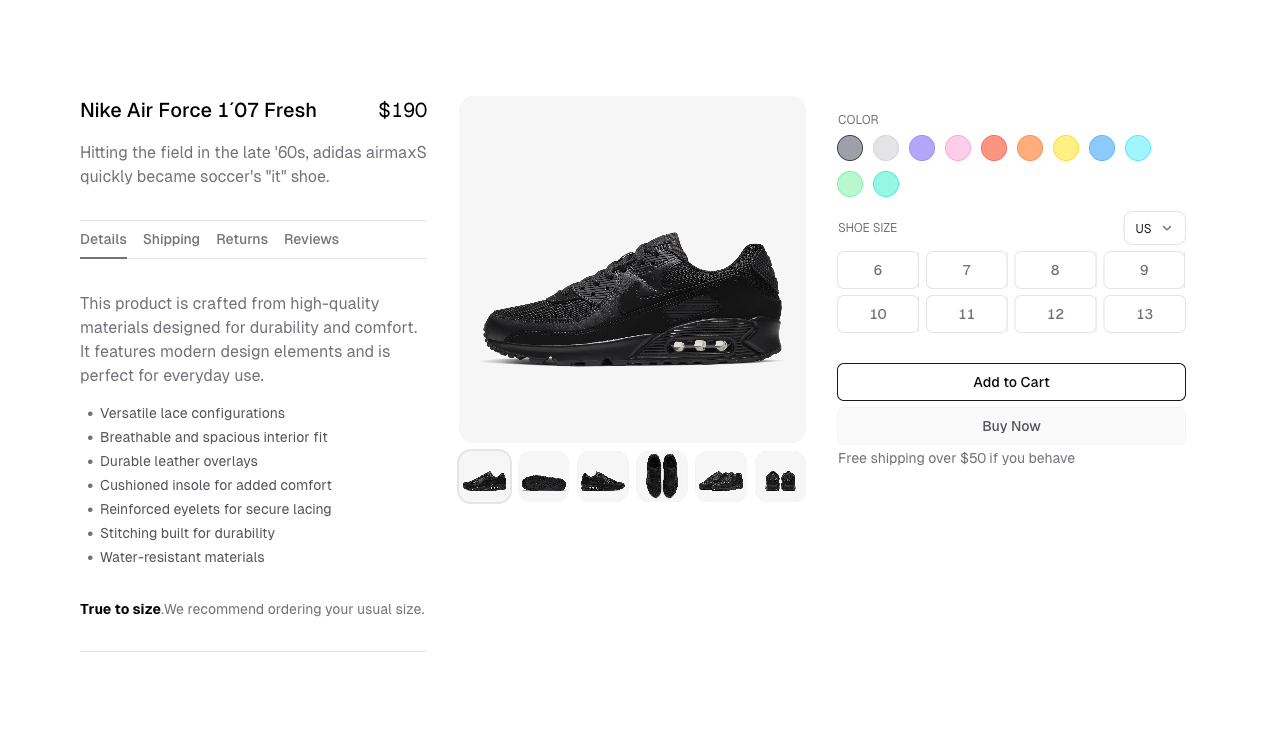 Nike Air Force 1´07 Fresh
$190
Hitting the field in the late '60s, adidas airmaxS
quickly became soccer's "it" shoe.
Details
Shipping
Returns
Reviews
This product is crafted from high-quality
materials designed for durability and comfort.
It features modern design elements and is
perfect for everyday use.
• Versatile lace configurations
• Breathable and spacious interior fit
• Durable leather overlays
• Cushioned insole for added comfort
• Reinforced eyelets for secure lacing
• Stitching built for durability
• Water-resistant materials
True to size.We recommend ordering your usual size.
COLOR
SHOE SIZE
US
6
7
8
9
10
11
12
13
Add to Cart
Buy Now
Free shipping over $50 if you behave